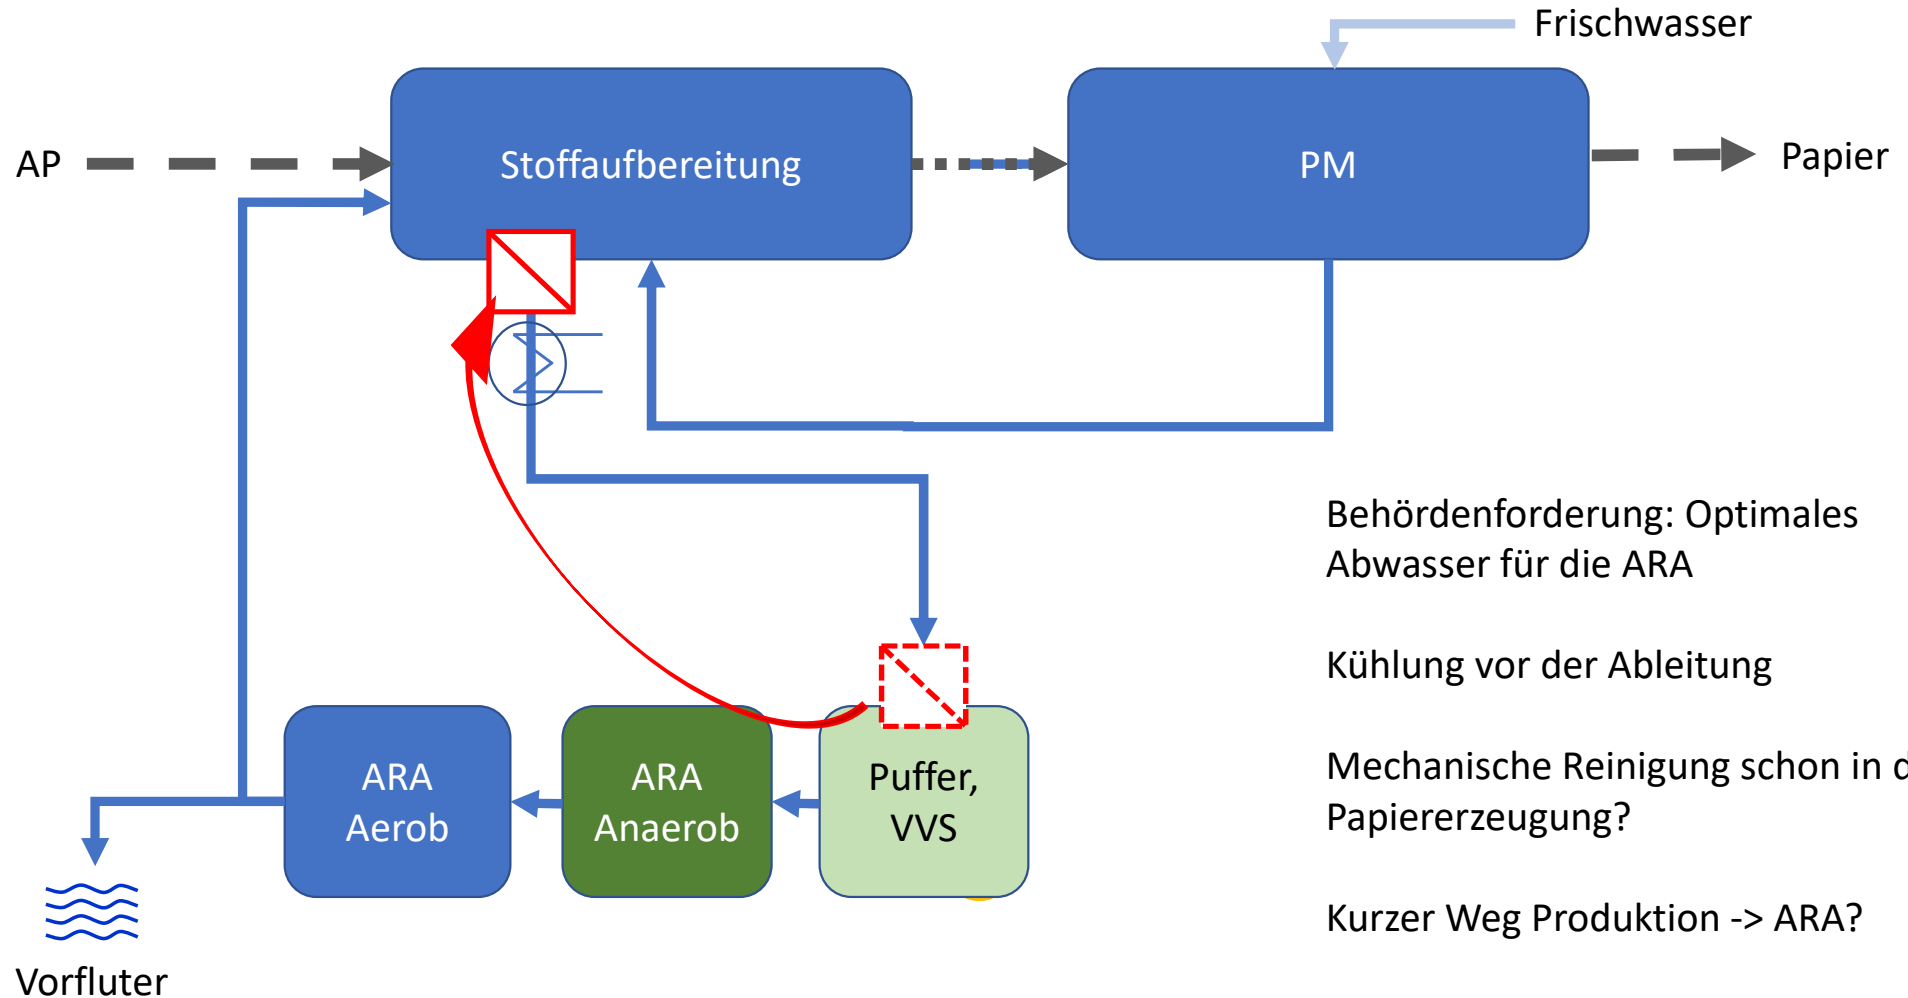 Frischwasser
AP
Stoffaufbereitung
PM
Papier
Behördenforderung: Optimales
Abwasser für die ARA
Kühlung vor der Ableitung
Mechanische Reinigung schon in d
Papiererzeugung?
Kurzer Weg Produktion -> ARA?
ARA
Aerob
ARA
Anaerob
Puffer,
VVS
Vorfluter